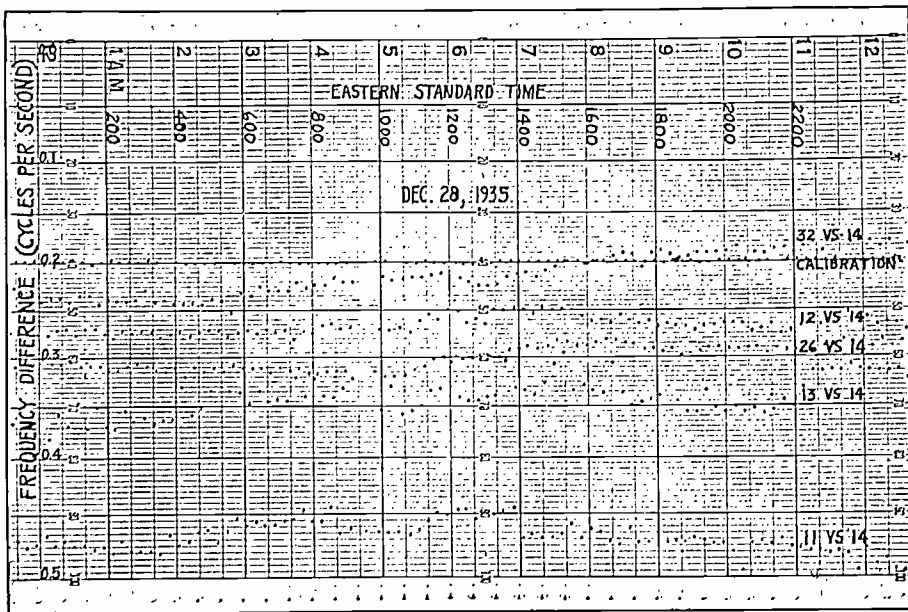 1 AM 2 3 4 5 6 7 8 9 10 11 12
EASTERN STANDARD TIME
200 400 600 800 1000 1200 1400 1600 1800 2000 2200
FREQUENCY DIFFERENCE (CYCLES PER SECOND)
0.1
DEC. 28, 1935
32 VS 14
0.2
CALIBRATION
12 VS 14
0.3
26 VS 14
13 VS 14
0.4
11 VS 14
0.5